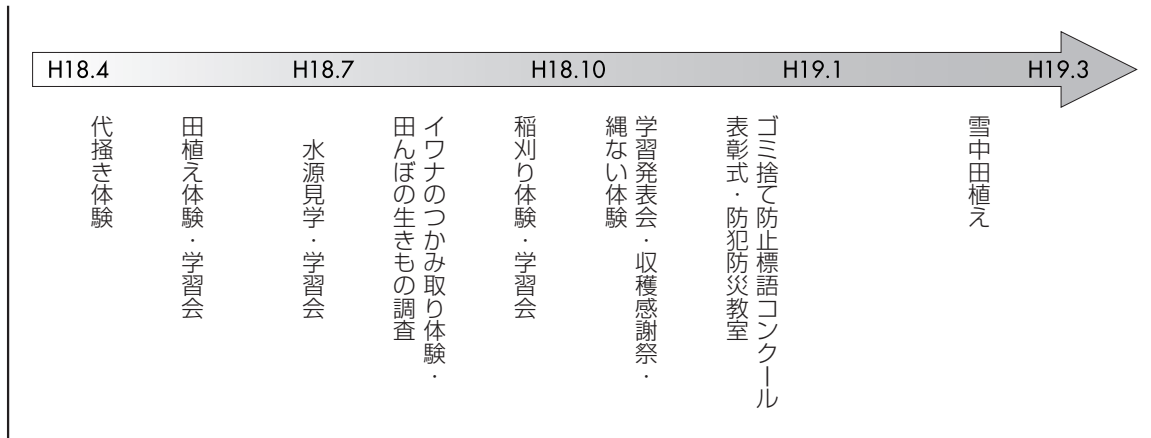 H18.4
H18.7
H18.10
H19.1
H19.3
代掻き体験
田植え体験・学習会
水源見学・学習会
イワナのつかみ取り体験・
田んぼの生きもの調査
稲刈り体験・学習会
学習発表会・収穫感謝祭・
縄ない体験
ゴミ捨て防止標語コンクール
表彰式・防犯防災教室
雪中田植え